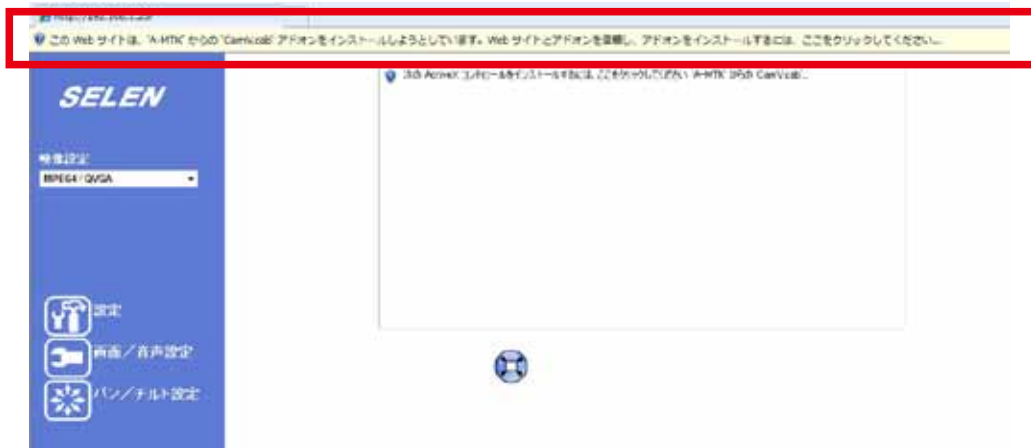 この Web サイトは、'A-MTK' からの 'CamV.cab' アドオンをインストールしようとしています。Web サイトとアドオンを信頼し、アドオンをインストールするには、ここをクリックしてください...
次の ActiveX コントロールをインストールするには、ここをクリックしてください 'A-MTK' からの CamV.cab'...
SELEN
映像設定
MPEG4 / QVGA
設定
画面／音声設定
パン／チルト設定